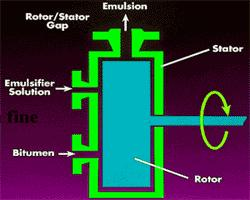 Emulsion
Rotor/Stator
Gap
Stator
Emulsifier
Solution
fine
Bitumen
Rotor